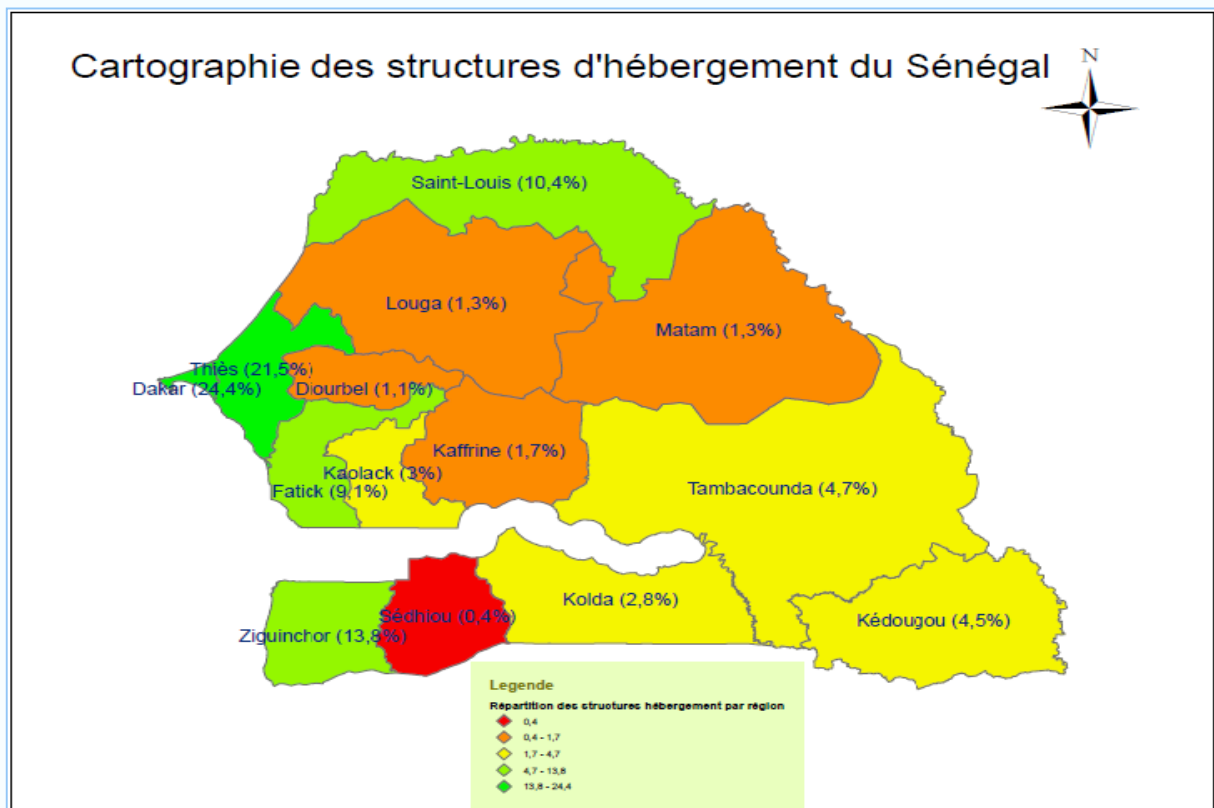 Cartographie des structures d'hébergement du Sénégal
N
Saint-Louis (10,4%)
Louga (1,3%)
Matam (1,3%)
Thiès (21,5%)
Dakar (24,4%)
Diourbel (1,1%)
Kaffrine (1,7%)
Kaolack (3%)
Fatick (9,1%)
Tambacounda (4,7%)
Kolda (2,8%)
Sédhiou (0,4%)
Kédougou (4,5%)
Ziguinchor (13,8%)
Legende
Répartition des structures hébergement par région
0,4
0,4 - 1,7
1,7 - 4,7
4,7 - 13,8
13,8 - 24,4